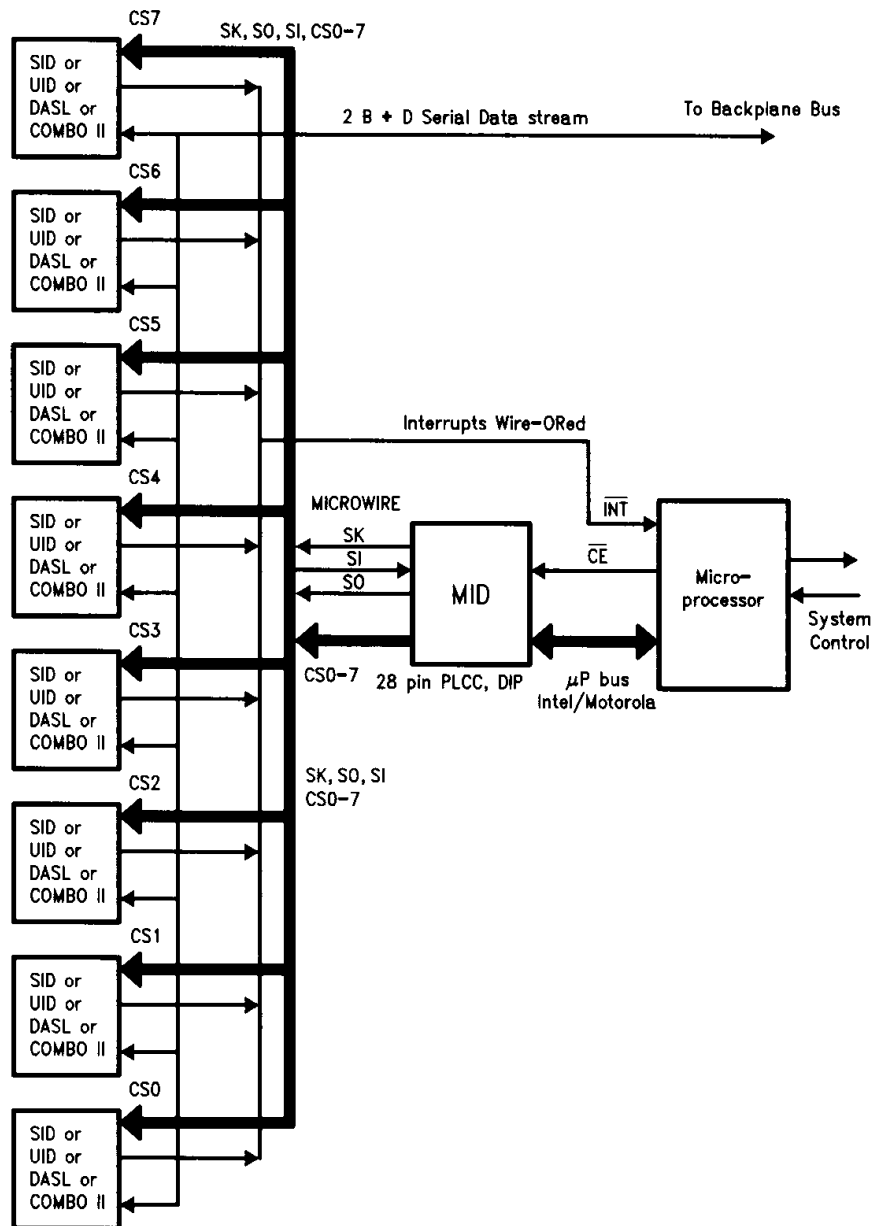 CS7
SK, SO, SI, CS0-7
SID or
UID or
DASL or
COMBO II
2 B + D Serial Data stream
To Backplane Bus
CS6
SID or
UID or
DASL or
COMBO II
CS5
SID or
UID or
DASL or
COMBO II
Interrupts Wire-ORed
CS4
SID or
UID or
DASL or
COMBO II
MICROWIRE
SK
SI
SO
CS0-7
MID
28 pin PLCC, DIP
INT
CE
μP bus
Intel/Motorola
Micro-
processor
System
Control
CS3
SID or
UID or
DASL or
COMBO II
SK, SO, SI
CS0-7
CS2
SID or
UID or
DASL or
COMBO II
CS1
SID or
UID or
DASL or
COMBO II
CS0
SID or
UID or
DASL or
COMBO II